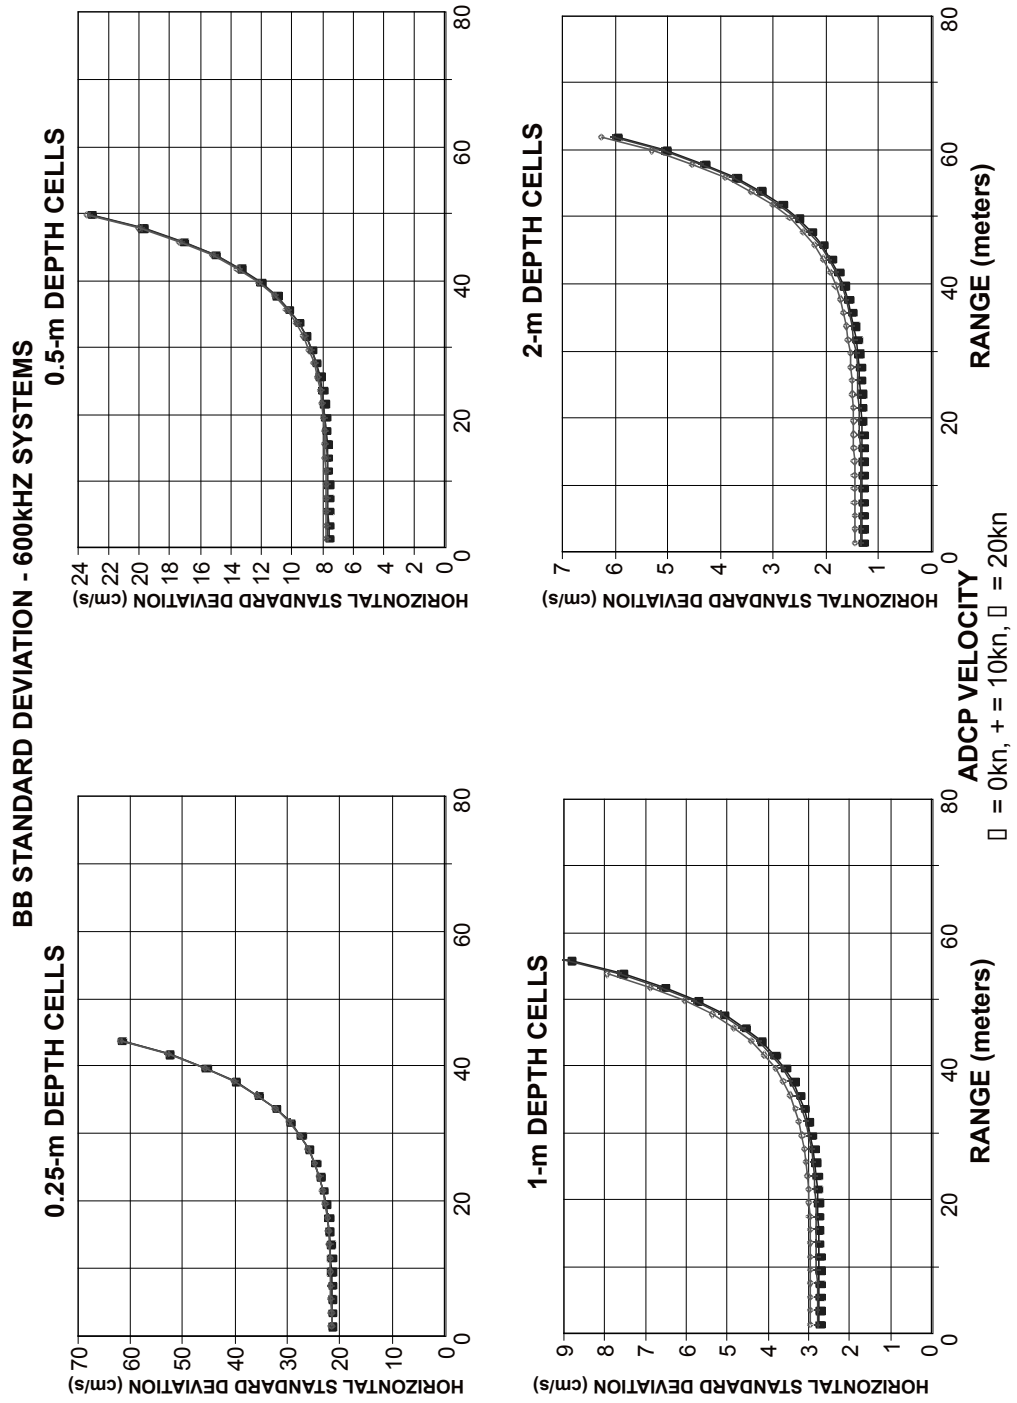 BB STANDARD DEVIATION - 600kHZ SYSTEMS
0.25-m DEPTH CELLS
HORIZONTAL STANDARD DEVIATION (cm/s)
70
60
50
40
30
20
10
0
0 20 40 60 80
0.5-m DEPTH CELLS
HORIZONTAL STANDARD DEVIATION (cm/s)
24
22
20
18
16
14
12
10
8
6
4
2
0
0 20 40 60 80
1-m DEPTH CELLS
HORIZONTAL STANDARD DEVIATION (cm/s)
9
8
7
6
5
4
3
2
1
0
0 20 40 60 80
RANGE (meters)
2-m DEPTH CELLS
HORIZONTAL STANDARD DEVIATION (cm/s)
7
6
5
4
3
2
1
0
0 20 40 60 80
RANGE (meters)
ADCP VELOCITY
▯ = 0kn, + = 10kn, ▯ = 20kn